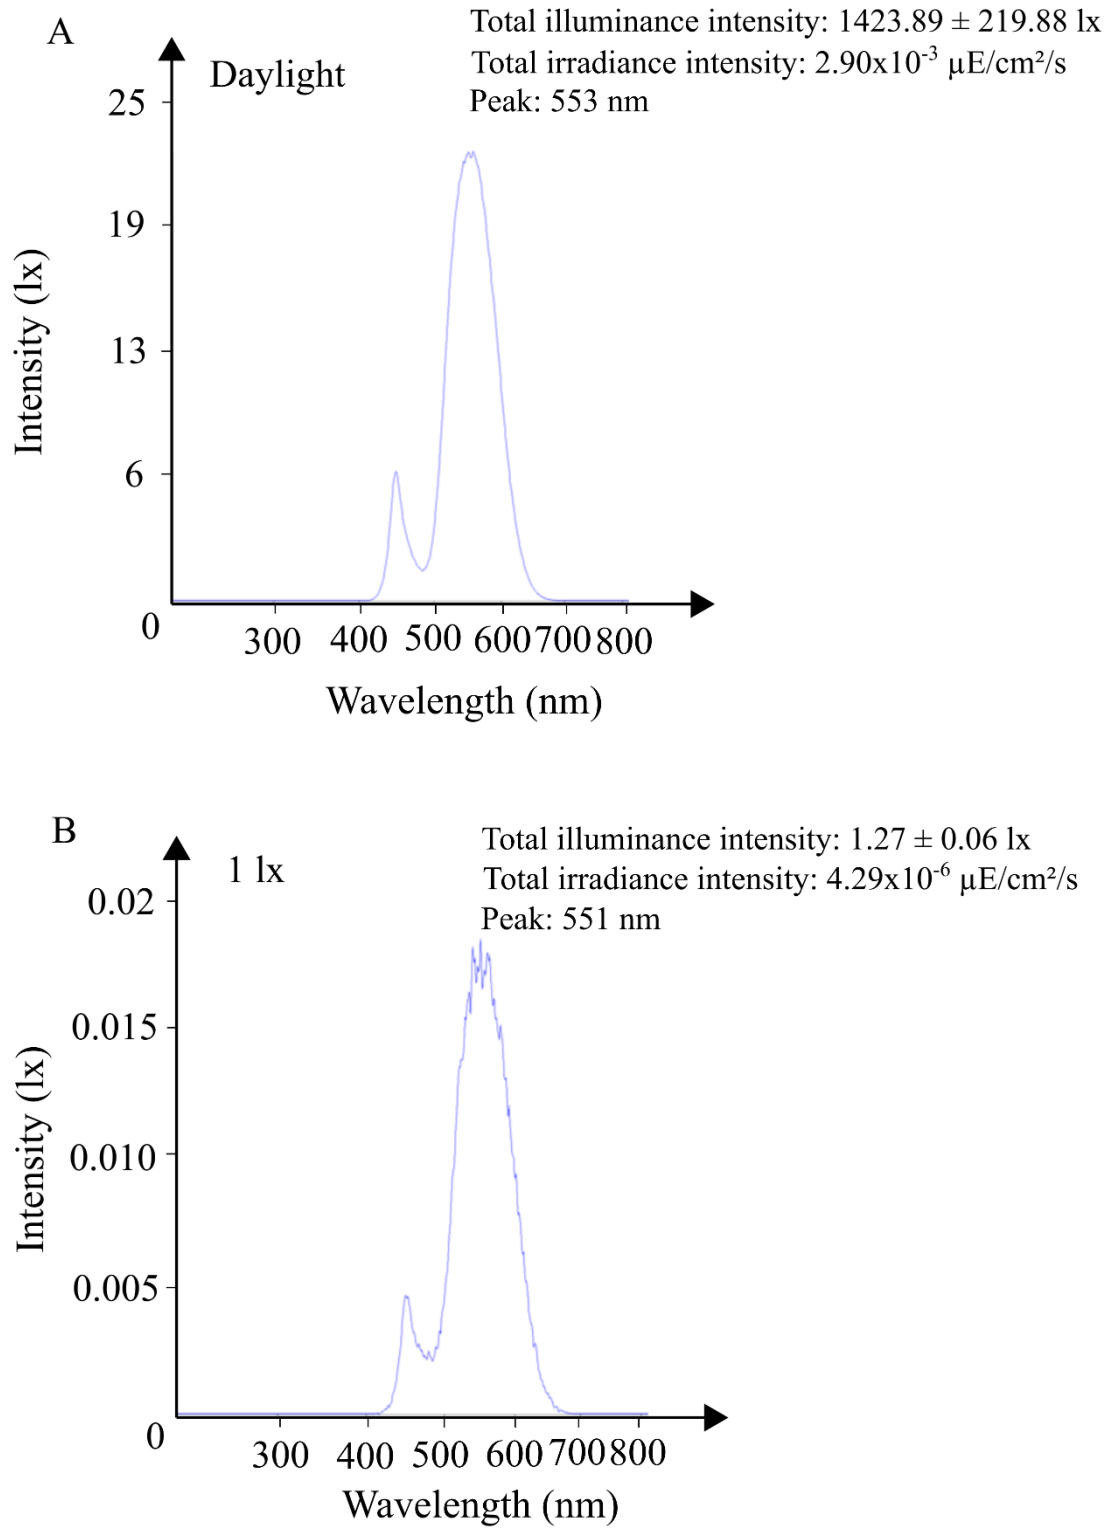 A
Total illuminance intensity: 1423.89 ± 219.88 lx
Total irradiance intensity: 2.90x10⁻³ µE/cm²/s
Peak: 553 nm
Daylight
25
19
13
6
0
Intensity (lx)
300 400 500 600 700 800
Wavelength (nm)
B
Total illuminance intensity: 1.27 ± 0.06 lx
Total irradiance intensity: 4.29x10⁻⁶ µE/cm²/s
Peak: 551 nm
1 lx
0.02
0.015
0.010
0.005
0
Intensity (lx)
300 400 500 600 700 800
Wavelength (nm)